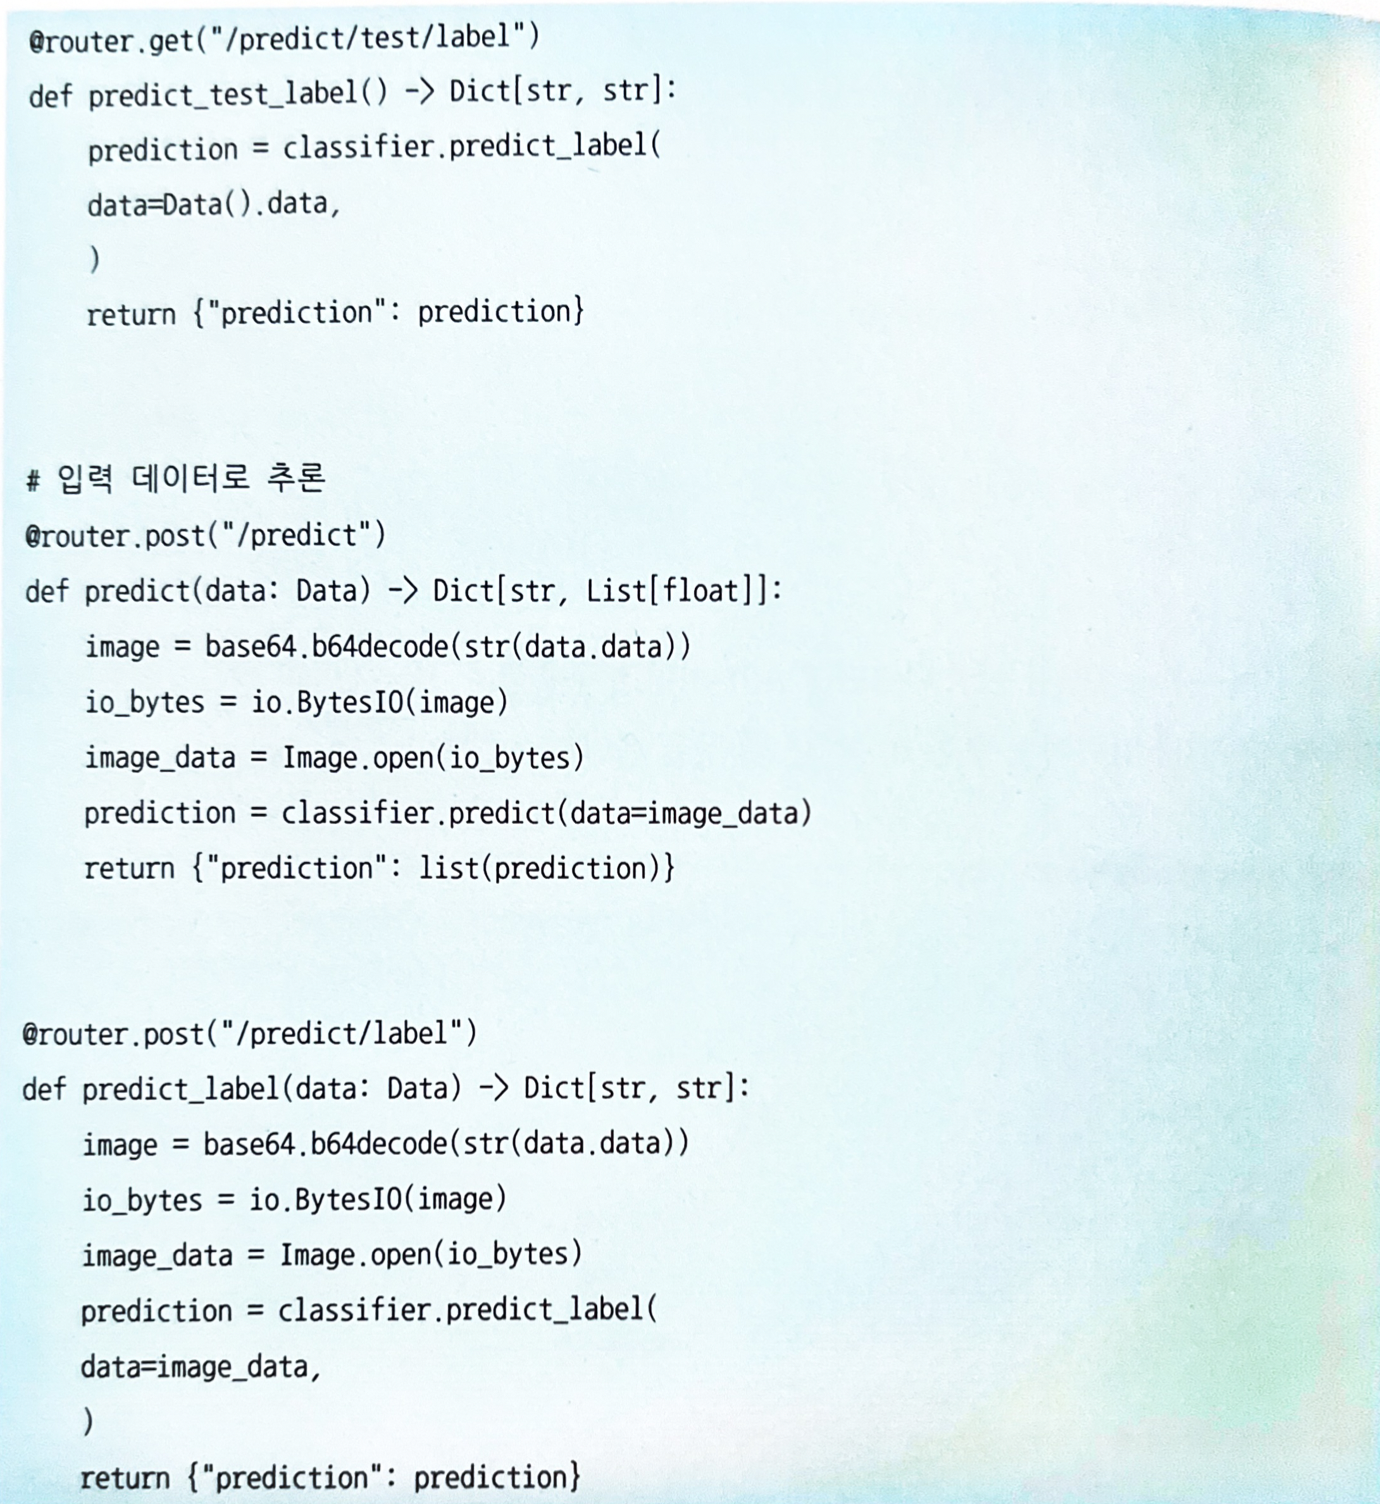 @router.get("/predict/test/label")
def predict_test_label() -> Dict[str, str]:
    prediction = classifier.predict_label(
    data=Data().data,
    )
    return {"prediction": prediction}
# 입력 데이터로 추론
@router.post("/predict")
def predict(data: Data) -> Dict[str, List[float]]:
    image = base64.b64decode(str(data.data))
    io_bytes = io.BytesIO(image)
    image_data = Image.open(io_bytes)
    prediction = classifier.predict(data=image_data)
    return {"prediction": list(prediction)}
@router.post("/predict/label")
def predict_label(data: Data) -> Dict[str, str]:
    image = base64.b64decode(str(data.data))
    io_bytes = io.BytesIO(image)
    image_data = Image.open(io_bytes)
    prediction = classifier.predict_label(
    data=image_data,
    )
    return {"prediction": prediction}